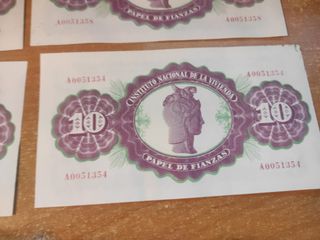 A0051358
A0051358
PAPEL DE FIANZAS
A0051354
A0051354
INSTITUTO NACIONAL DE LA VIVIENDA
10
10
PAPEL DE FIANZAS
A0051354
A0051354